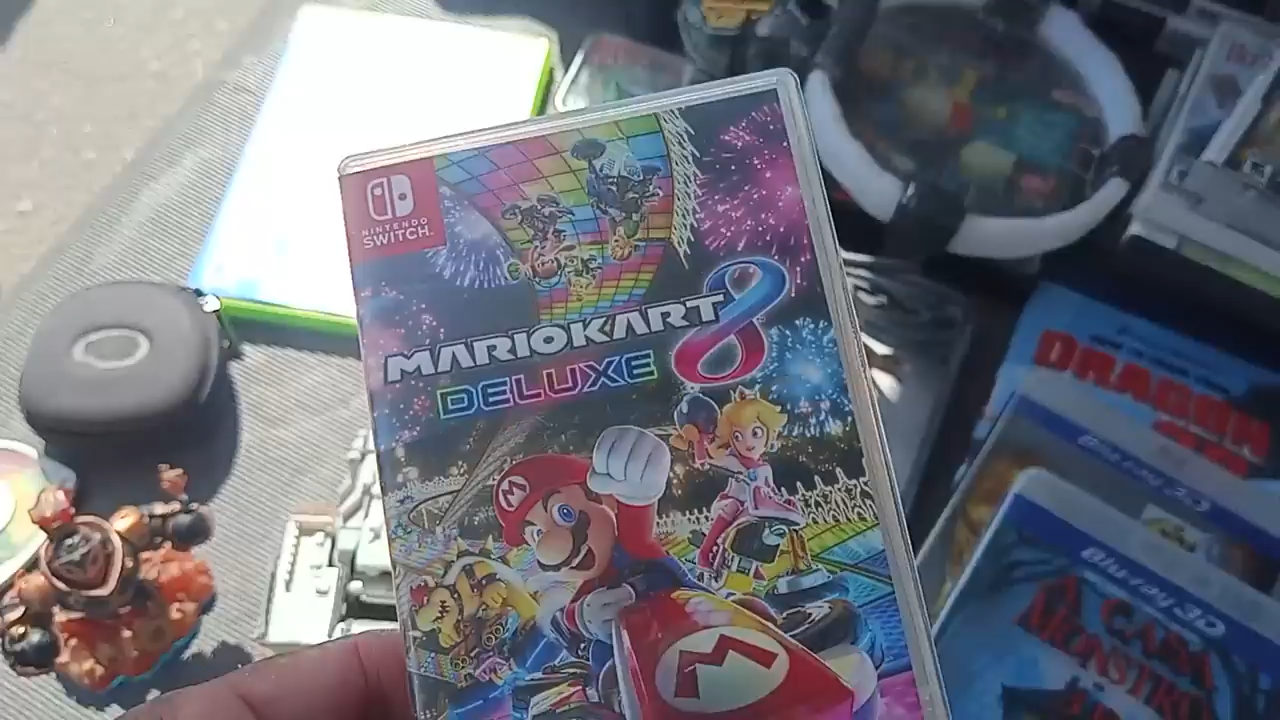 NINTENDO
SWITCH.
MARIOKART 8
DELUXE
DRAGON
Blu-ray 3D
Blu-ray 3D
A CASA
MONSTRO